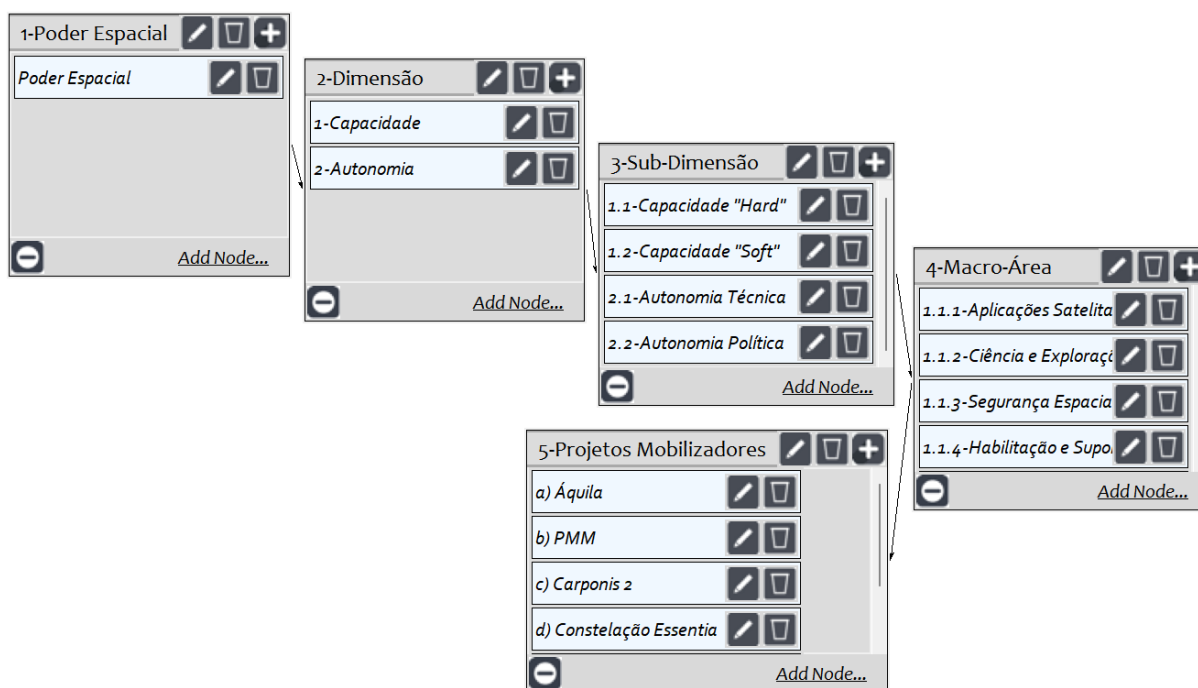 1-Poder Espacial
Poder Espacial
Add Node...
2-Dimensão
1-Capacidade
2-Autonomia
Add Node...
3-Sub-Dimensão
1.1-Capacidade "Hard"
1.2-Capacidade "Soft"
2.1-Autonomia Técnica
2.2-Autonomia Política
Add Node...
4-Macro-Área
1.1.1-Aplicações Satelita
1.1.2-Ciência e Exploraçã
1.1.3-Segurança Espacia
1.1.4-Habilitação e Supo
Add Node...
5-Projetos Mobilizadores
a) Áquila
b) PMM
c) Carponis 2
d) Constelação Essentia
Add Node...